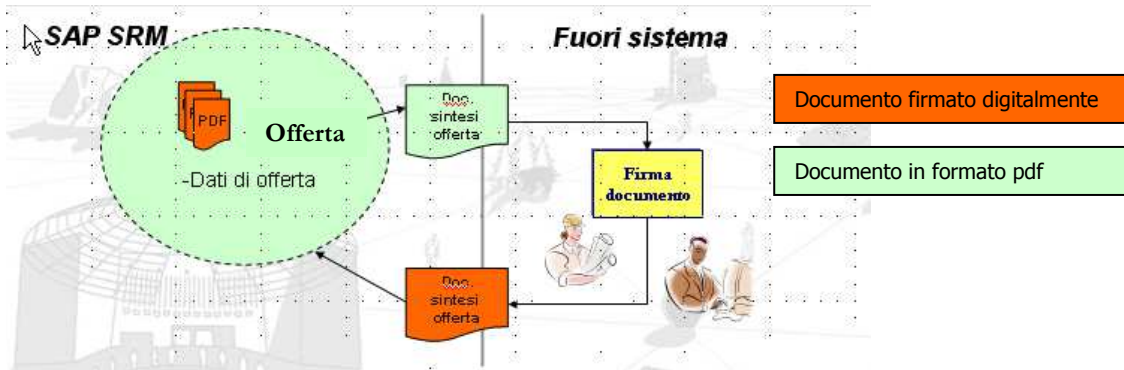 SAP SRM
Fuori sistema
PDF
Offerta
-Dati di offerta
Doc.
sintesi
offerta
Firma
documento
Doc.
sintesi
offerta
Documento firmato digitalmente
Documento in formato pdf